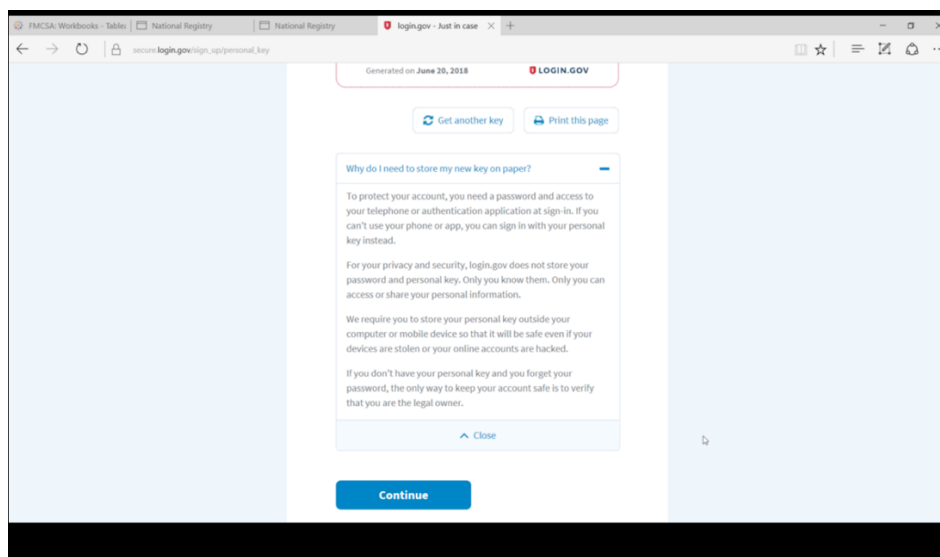 FMCSA: Workbooks - Tablea
National Registry
National Registry
login.gov - Just in case
secure.login.gov/sign_up/personal_key
Generated on June 20, 2018
LOGIN.GOV
Get another key
Print this page
Why do I need to store my new key on paper?
To protect your account, you need a password and access to
your telephone or authentication application at sign-in. If you
can't use your phone or app, you can sign in with your personal
key instead.
For your privacy and security, login.gov does not store your
password and personal key. Only you know them. Only you can
access or share your personal information.
We require you to store your personal key outside your
computer or mobile device so that it will be safe even if your
devices are stolen or your online accounts are hacked.
If you don't have your personal key and you forget your
password, the only way to keep your account safe is to verify
that you are the legal owner.
Close
Continue